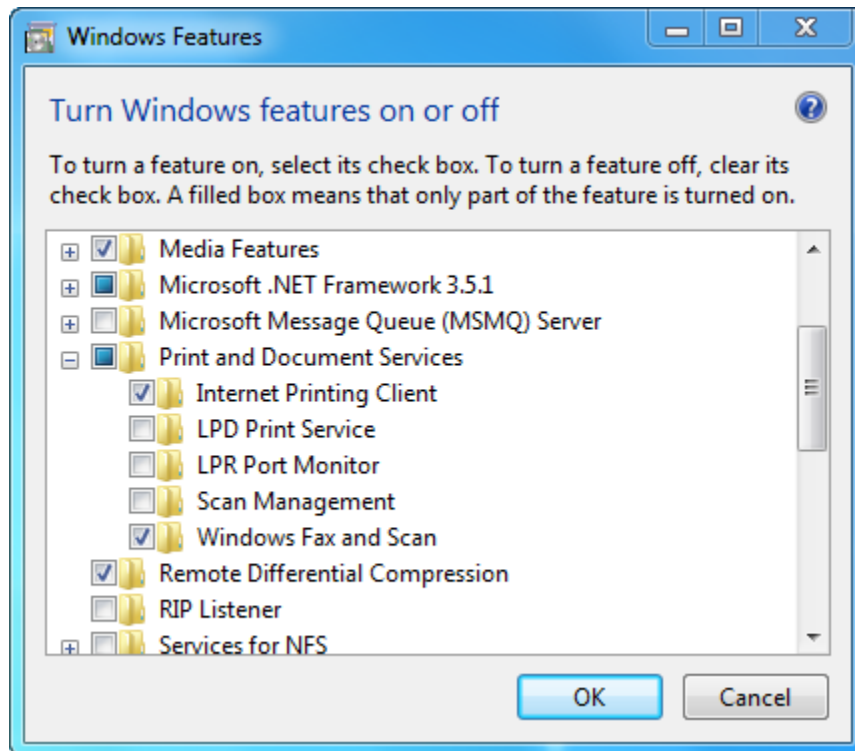 Windows Features
Turn Windows features on or off
To turn a feature on, select its check box. To turn a feature off, clear its
check box. A filled box means that only part of the feature is turned on.
Media Features
Microsoft .NET Framework 3.5.1
Microsoft Message Queue (MSMQ) Server
Print and Document Services
Internet Printing Client
LPD Print Service
LPR Port Monitor
Scan Management
Windows Fax and Scan
Remote Differential Compression
RIP Listener
Services for NFS
OK Cancel